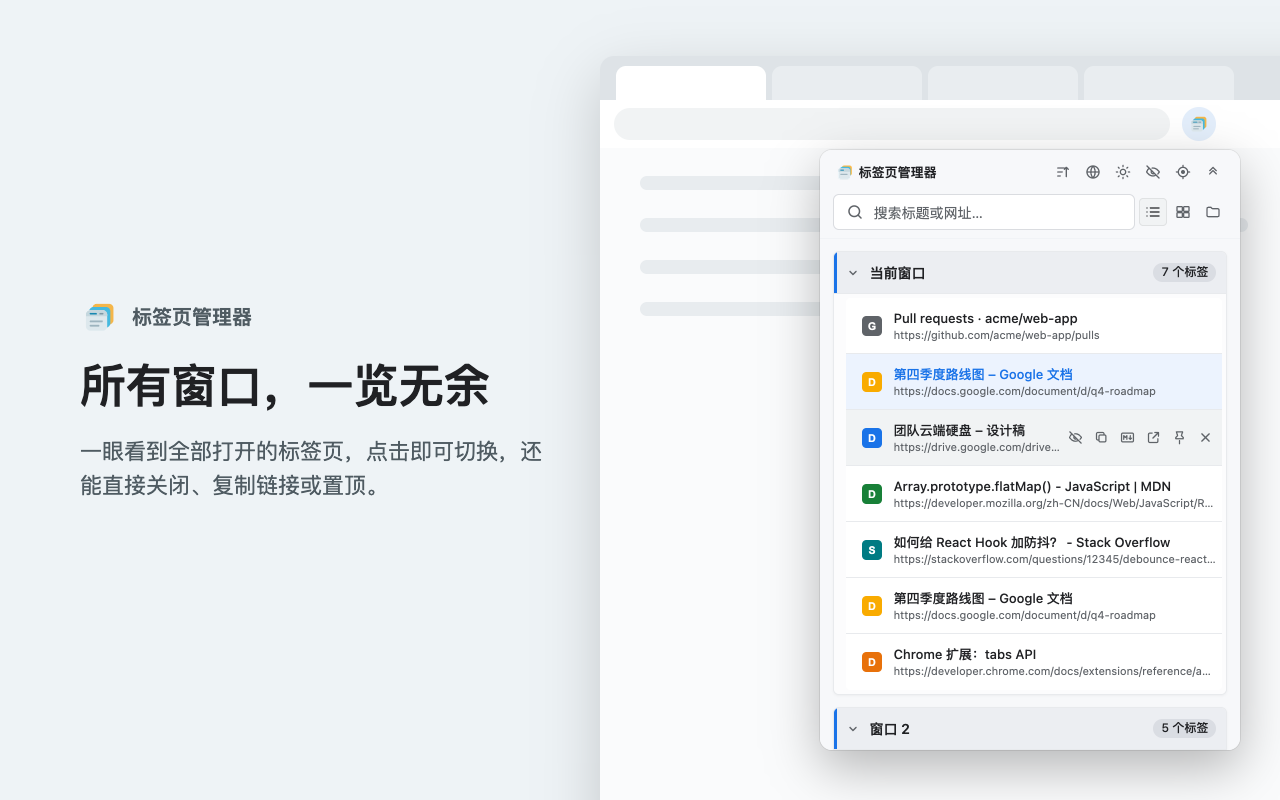 标签页管理器
所有窗口，一览无余
一眼看到全部打开的标签页，点击即可切换，还
能直接关闭、复制链接或置顶。
标签页管理器
搜索标题或网址...
当前窗口
7 个标签
G
Pull requests · acme/web-app
https://github.com/acme/web-app/pulls
D
第四季度路线图 – Google 文档
https://docs.google.com/document/d/q4-roadmap
D
团队云端硬盘 – 设计稿
https://drive.google.com/drive...
D
Array.prototype.flatMap() - JavaScript | MDN
https://developer.mozilla.org/zh-CN/docs/Web/JavaScript/R...
S
如何给 React Hook 加防抖？ - Stack Overflow
https://stackoverflow.com/questions/12345/debounce-react...
D
第四季度路线图 – Google 文档
https://docs.google.com/document/d/q4-roadmap
D
Chrome 扩展：tabs API
https://developer.chrome.com/docs/extensions/reference/a...
窗口 2
5 个标签